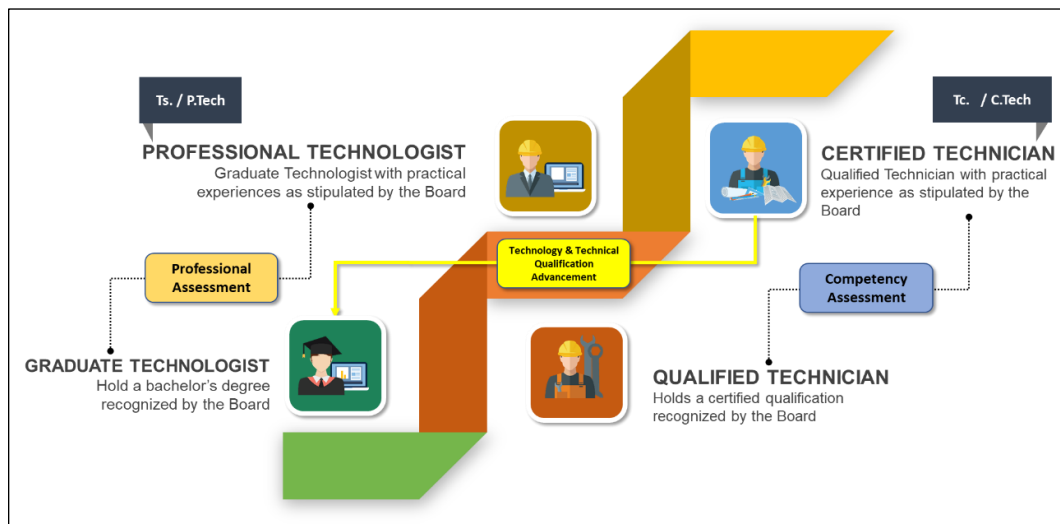 Ts. / P.Tech
PROFESSIONAL TECHNOLOGIST
Graduate Technologist with practical
experiences as stipulated by the Board
Professional
Assessment
GRADUATE TECHNOLOGIST
Hold a bachelor's degree
recognized by the Board
Technology & Technical
Qualification
Advancement
Tc. / C.Tech
CERTIFIED TECHNICIAN
Qualified Technician with practical
experience as stipulated by the
Board
Competency
Assessment
QUALIFIED TECHNICIAN
Holds a certified qualification
recognized by the Board